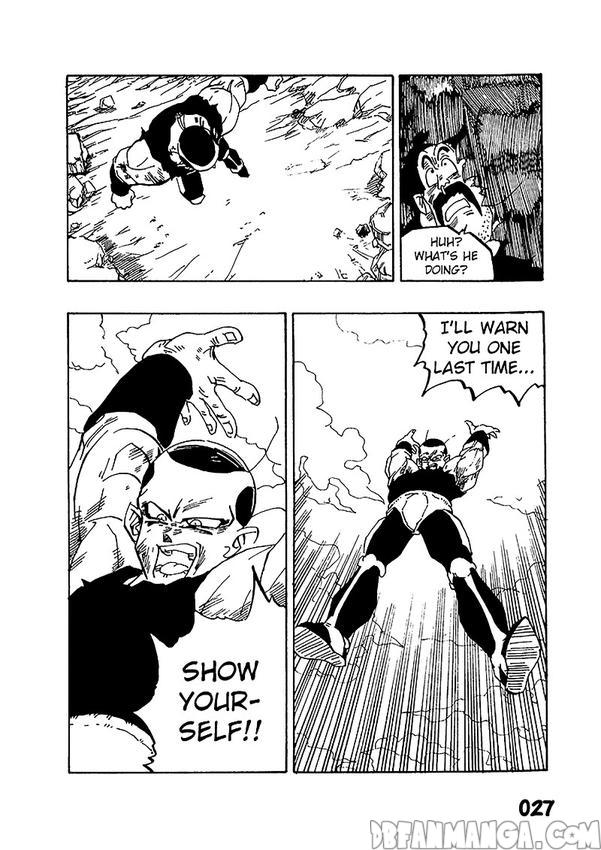 HUH?
WHAT'S HE
DOING?
I'LL WARN
YOU ONE
LAST TIME...
SHOW
YOUR-
SELF!!
027
DBFANMANGA.COM